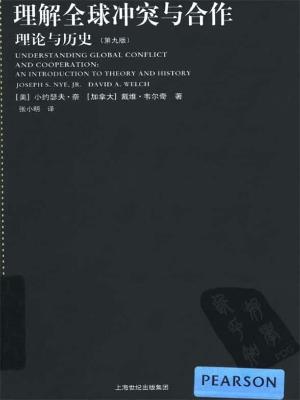 理解全球冲突与合作
理论与历史（第九版）
UNDERSTANDING GLOBAL CONFLICT
AND COOPERATION:
AN INTRODUCTION TO THEORY AND HISTORY
JOSEPH S. NYE, JR.　DAVID A. WELCH
［美］小约瑟夫·奈　［加拿大］戴维·韦尔奇　著
张小明　译
上海世纪出版集团
PEARSON